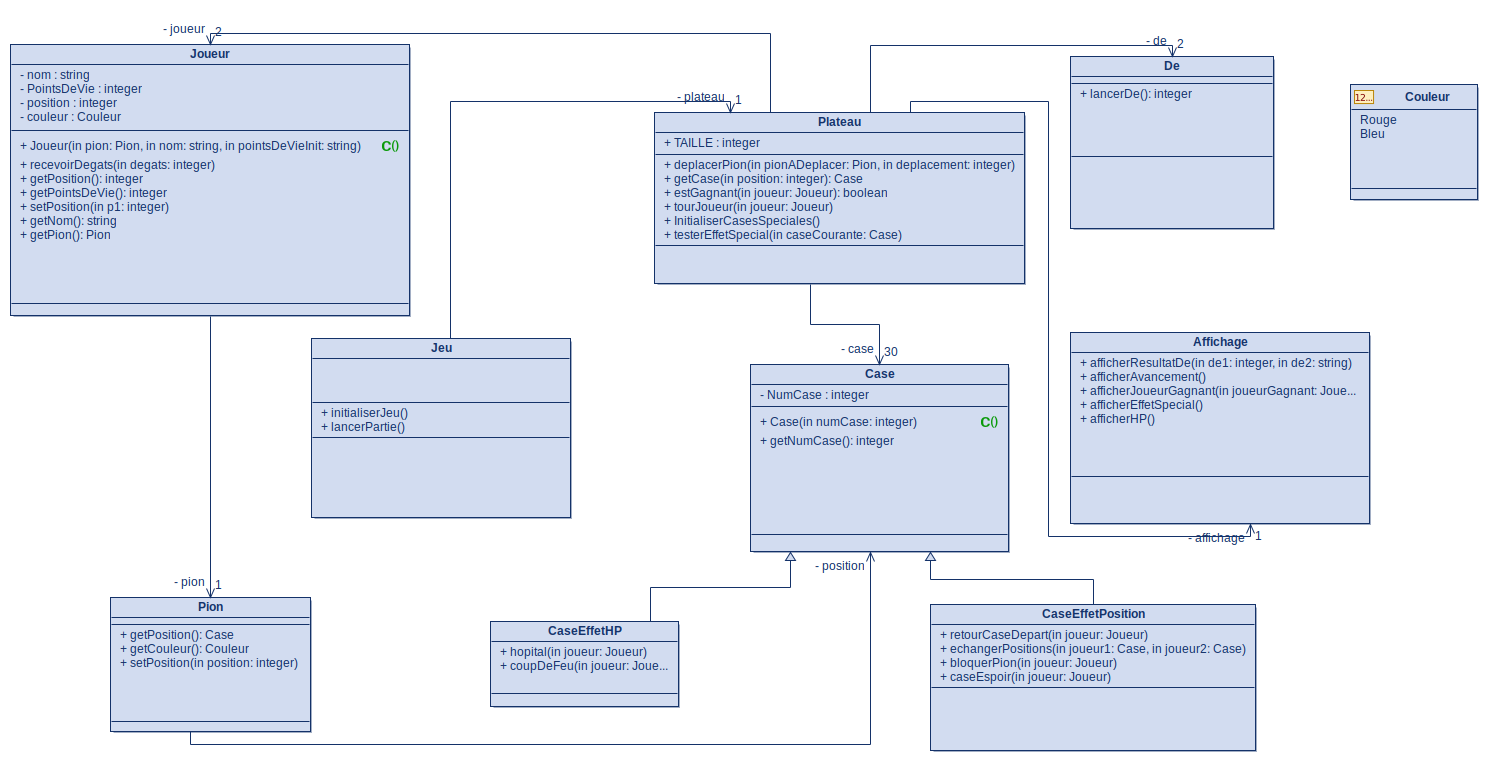 - joueur 2
Joueur
- nom : string
- PointsDeVie : integer
- position : integer
- couleur : Couleur
+ Joueur(in pion: Pion, in nom: string, in pointsDeVieInit: string) C()
+ recevoirDegats(in degats: integer)
+ getPosition(): integer
+ getPointsDeVie(): integer
+ setPosition(in p1: integer)
+ getNom(): string
+ getPion(): Pion
- plateau 1
Plateau
+ TAILLE : integer
+ deplacerPion(in pionADeplacer: Pion, in deplacement: integer)
+ getCase(in position: integer): Case
+ estGagnant(in joueur: Joueur): boolean
+ tourJoueur(in joueur: Joueur)
+ InitialiserCasesSpeciales()
+ testerEffetSpecial(in caseCourante: Case)
- de 2
De
+ lancerDe(): integer
12... Couleur
Rouge
Bleu
Jeu
+ initialiserJeu()
+ lancerPartie()
- case 30
Case
- NumCase : integer
+ Case(in numCase: integer) C()
+ getNumCase(): integer
Affichage
+ afficherResultatDe(in de1: integer, in de2: string)
+ afficherAvancement()
+ afficherJoueurGagnant(in joueurGagnant: Joue...
+ afficherEffetSpecial()
+ afficherHP()
- affichage 1
- position
- pion 1
Pion
+ getPosition(): Case
+ getCouleur(): Couleur
+ setPosition(in position: integer)
CaseEffetHP
+ hopital(in joueur: Joueur)
+ coupDeFeu(in joueur: Joue...
CaseEffetPosition
+ retourCaseDepart(in joueur: Joueur)
+ echangerPositions(in joueur1: Case, in joueur2: Case)
+ bloquerPion(in joueur: Joueur)
+ caseEspoir(in joueur: Joueur)